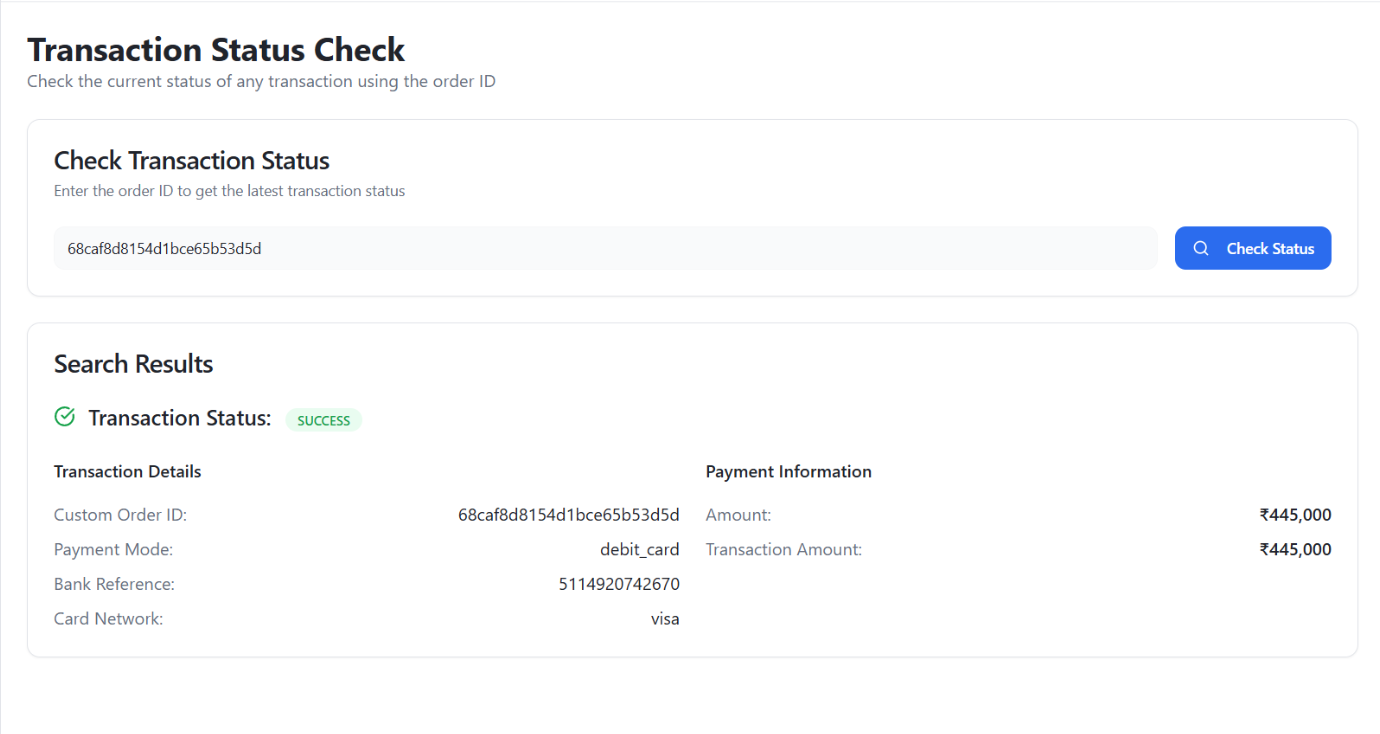 Transaction Status Check
Check the current status of any transaction using the order ID
Check Transaction Status
Enter the order ID to get the latest transaction status
68caf8d8154d1bce65b53d5d
Check Status
Search Results
Transaction Status: SUCCESS
Transaction Details
Custom Order ID: 68caf8d8154d1bce65b53d5d
Payment Mode: debit_card
Bank Reference: 5114920742670
Card Network: visa
Payment Information
Amount: ₹445,000
Transaction Amount: ₹445,000